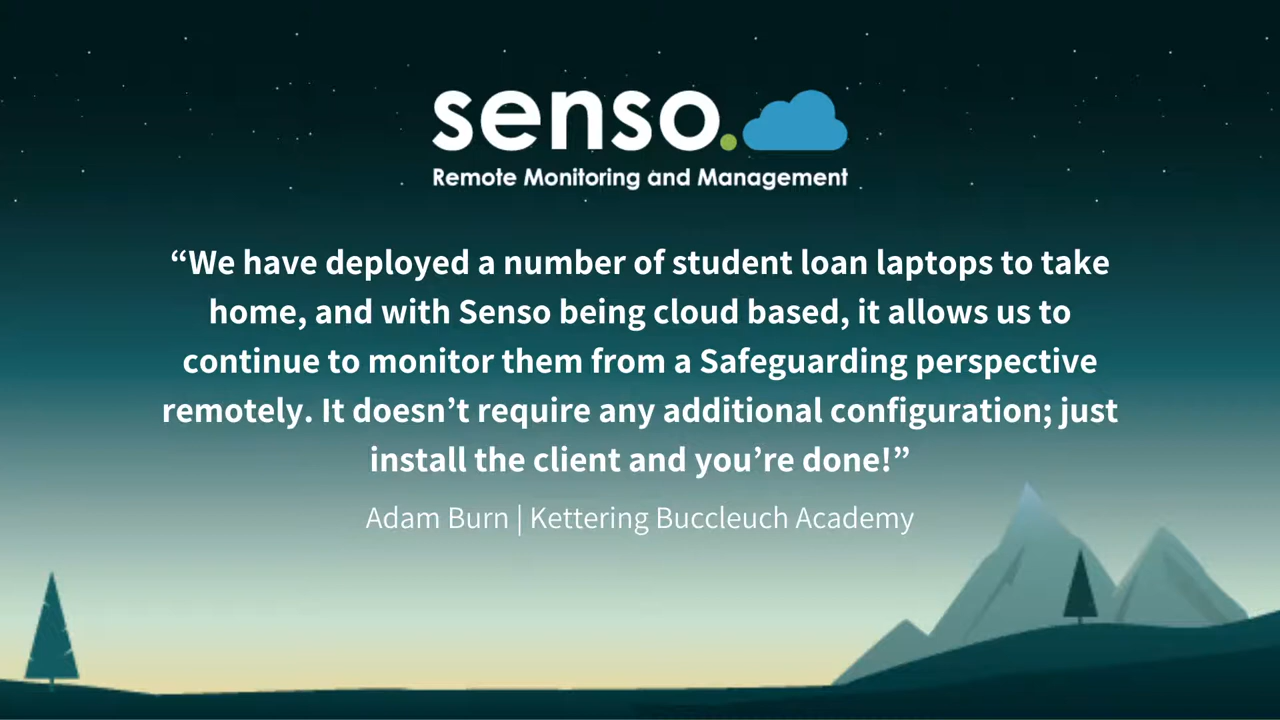 senso.
Remote Monitoring and Management
“We have deployed a number of student loan laptops to take
home, and with Senso being cloud based, it allows us to
continue to monitor them from a Safeguarding perspective
remotely. It doesn’t require any additional configuration; just
install the client and you’re done!”
Adam Burn | Kettering Buccleuch Academy